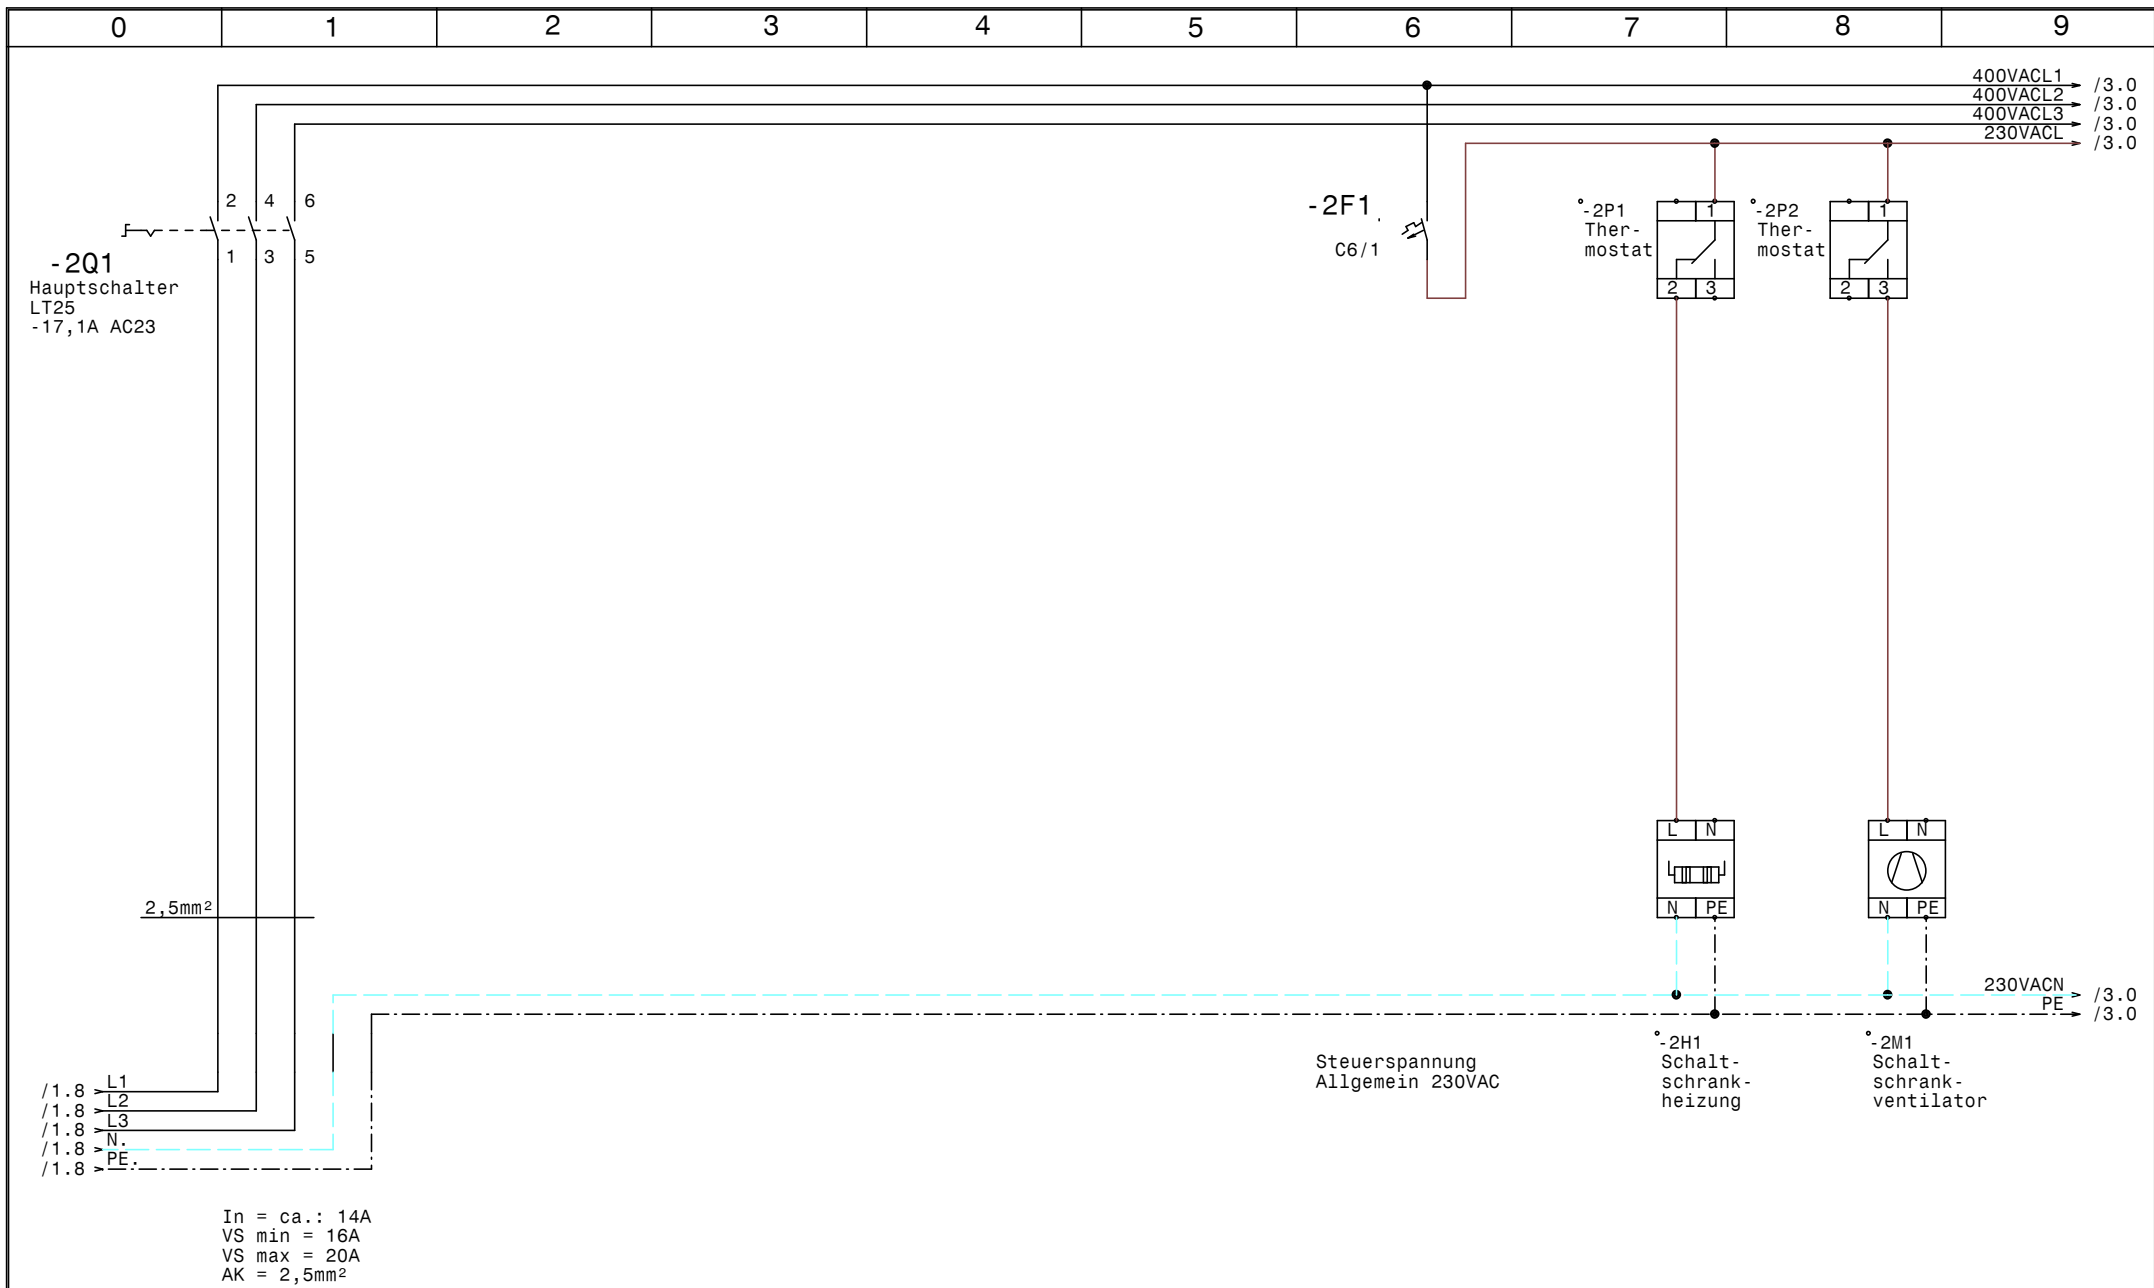 0 1 2 3 4 5 6 7 8 9
400VACL1 /3.0
400VACL2 /3.0
400VACL3 /3.0
230VACL /3.0
2 4 6
1 3 5
-2Q1
Hauptschalter
LT25
-17,1A AC23
-2F1
C6/1
-2P1
Ther-
mostat
1
2 3
-2P2
Ther-
mostat
1
2 3
L N
N PE
L N
N PE
2,5mm²
230VACN /3.0
PE /3.0
Steuerspannung
Allgemein 230VAC
-2H1
Schalt-
schrank-
heizung
-2M1
Schalt-
schrank-
ventilator
/1.8 L1
/1.8 L2
/1.8 L3
/1.8 N.
/1.8 PE.
In = ca.: 14A
VS min = 16A
VS max = 20A
AK = 2,5mm²